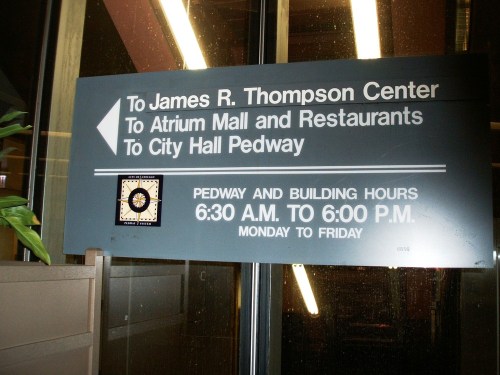 To James R. Thompson Center
To Atrium Mall and Restaurants
To City Hall Pedway
PEDWAY AND BUILDING HOURS
6:30 A.M. TO 6:00 P.M.
MONDAY TO FRIDAY